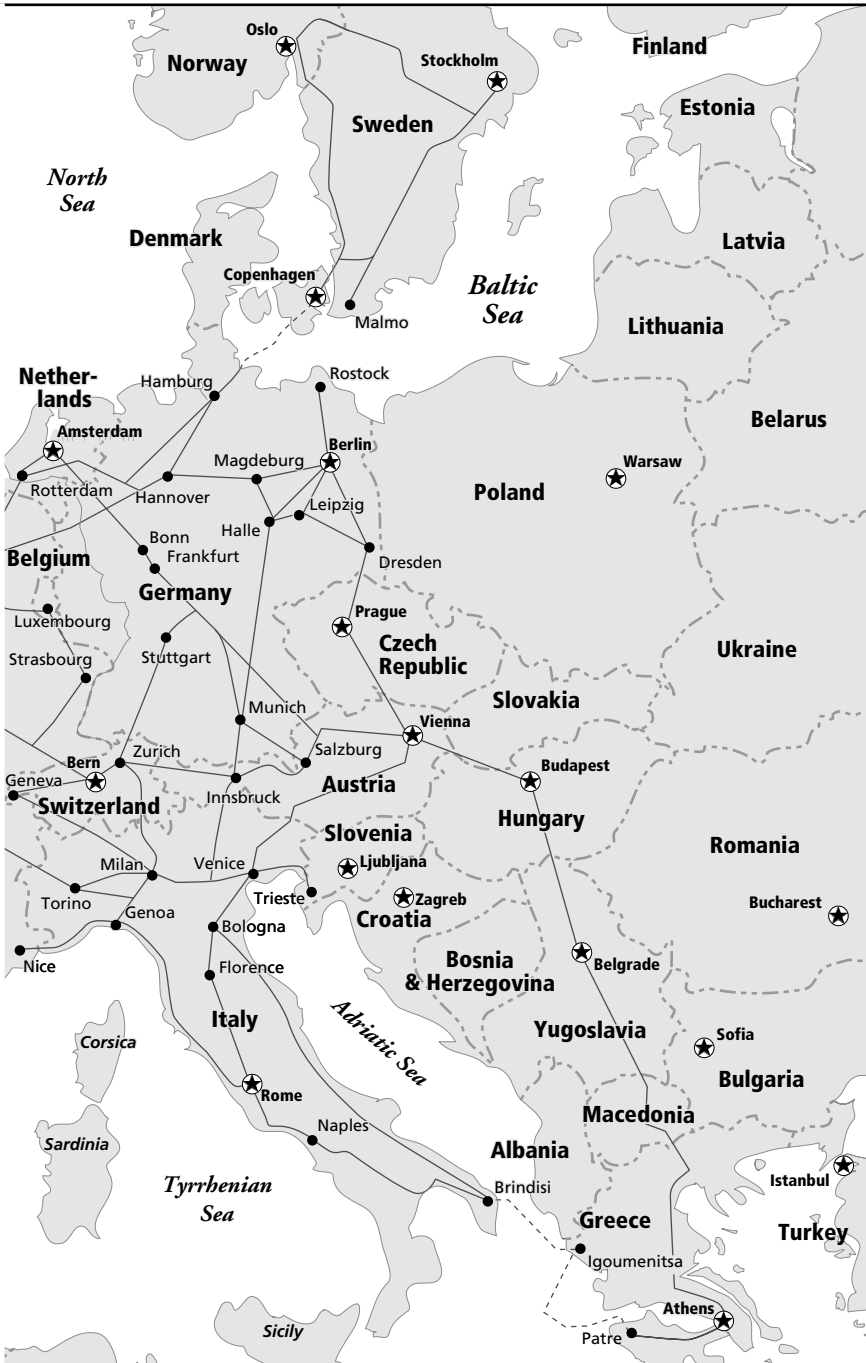 Oslo
Norway
Stockholm
Finland
Estonia
Sweden
North
Sea
Denmark
Latvia
Copenhagen
Baltic
Sea
Malmo
Lithuania
Nether-
lands
Hamburg
Rostock
Belarus
Amsterdam
Berlin
Magdeburg
Warsaw
Rotterdam
Hannover
Poland
Leipzig
Halle
Bonn
Frankfurt
Belgium
Dresden
Germany
Luxembourg
Prague
Stuttgart
Czech
Republic
Ukraine
Strasbourg
Slovakia
Munich
Vienna
Bern
Zurich
Salzburg
Budapest
Geneva
Switzerland
Innsbruck
Austria
Hungary
Slovenia
Romania
Milan
Venice
Ljubljana
Torino
Trieste
Zagreb
Genoa
Croatia
Bucharest
Bologna
Nice
Florence
Bosnia
& Herzegovina
Belgrade
Italy
Adriatic Sea
Yugoslavia
Corsica
Sofia
Bulgaria
Rome
Macedonia
Naples
Sardinia
Albania
Tyrrhenian
Sea
Istanbul
Brindisi
Greece
Turkey
Igoumenitsa
Athens
Sicily
Patre